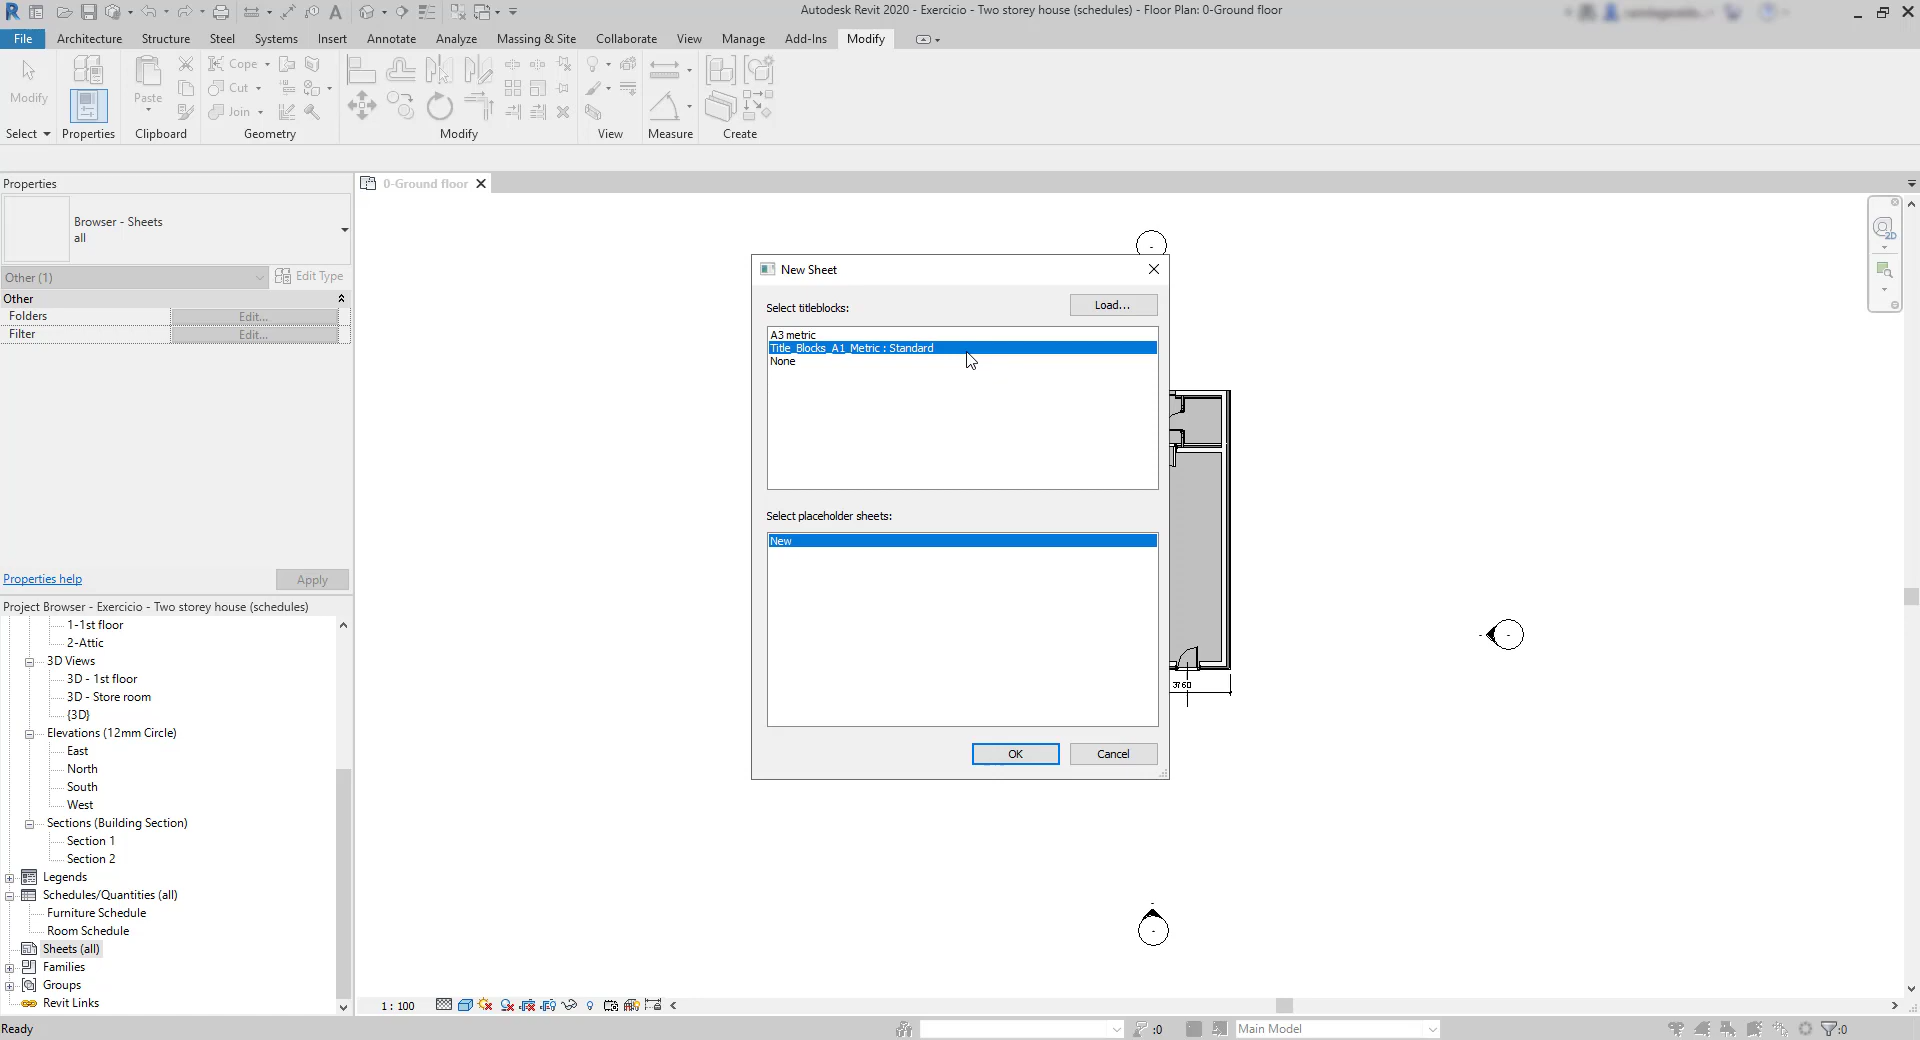 Autodesk Revit 2020 - Exercicio - Two storey house (schedules) - Floor Plan: 0-Ground floor
File Architecture Structure Steel Systems Insert Annotate Analyze Massing & Site Collaborate View Manage Add-Ins Modify
Modify
Cope
Cut
Join
Paste
Select Properties Clipboard Geometry Modify View Measure Create
Properties
0-Ground floor
Browser - Sheets
all
Other (1)
Edit Type
Other
Folders Edit...
Filter Edit...
Properties help
Apply
Project Browser - Exercicio - Two storey house (schedules)
1-1st floor
2-Attic
3D Views
3D - 1st floor
3D - Store room
{3D}
Elevations (12mm Circle)
East
North
South
West
Sections (Building Section)
Section 1
Section 2
Legends
Schedules/Quantities (all)
Furniture Schedule
Room Schedule
Sheets (all)
Families
Groups
Revit Links
New Sheet
Select titleblocks:
Load...
A3 metric
Title_Blocks_A1_Metric : Standard
None
Select placeholder sheets:
New
OK
Cancel
3760
2D
1 : 100
Ready
:0
Main Model
:0